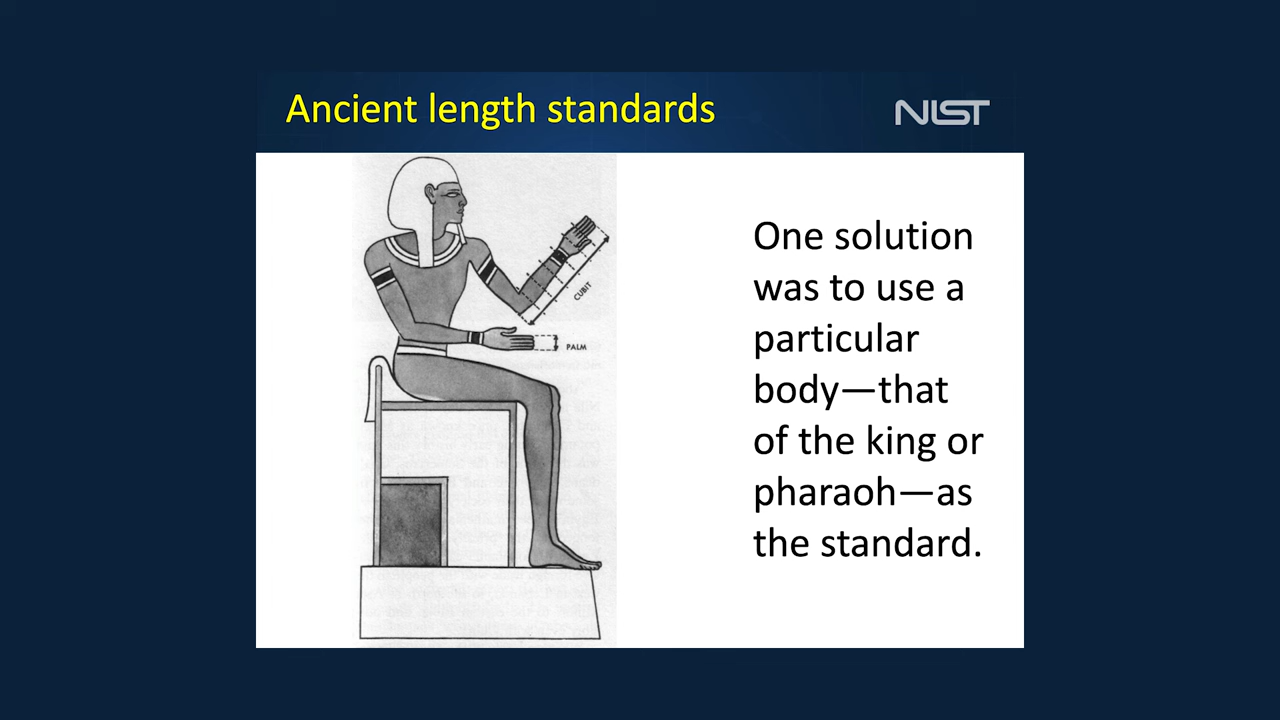 Ancient length standards
NIST
CUBIT
PALM
One solution
was to use a
particular
body—that
of the king or
pharaoh—as
the standard.